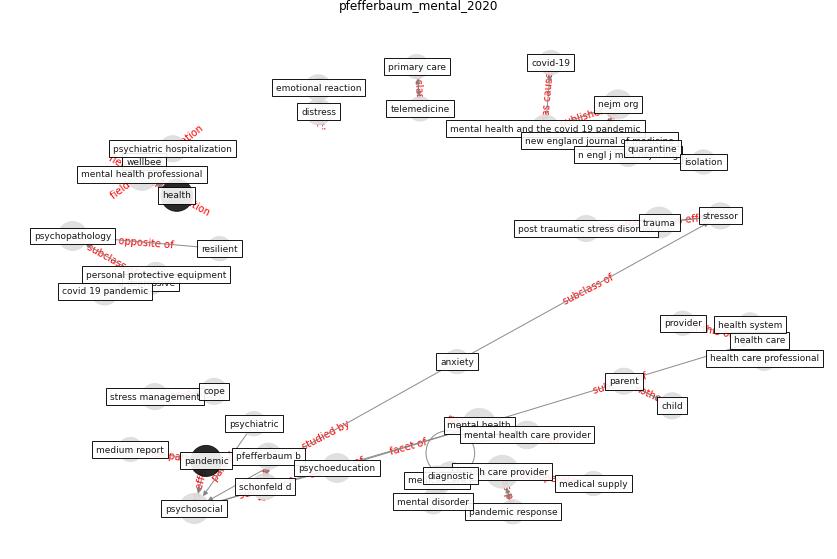 pfefferbaum_mental_2020
primary care
covid-19
emotional reaction
nejm org
distress
telemedicine
mental health and the covid 19 pandemic
psychiatric hospitalization
new england journal of medicine
quarantine
wellbee
n engl j m
isolation
mental health professional
health
stressor
trauma
post traumatic stress disor
psychopathology
opposite of
resilient
subclass
personal protective equipment
covid 19 pandemic
subclass of
provider
health system
health care
health care professional
anxiety
parent
stress management
cope
child
psychiatric
mental health
studied by
mental health care provider
facet of
medium report
pandemic
pfefferbaum b
psychoeducation
diagnostic
h care provider
medical supply
schonfeld d
mental disorder
psychosocial
pandemic response